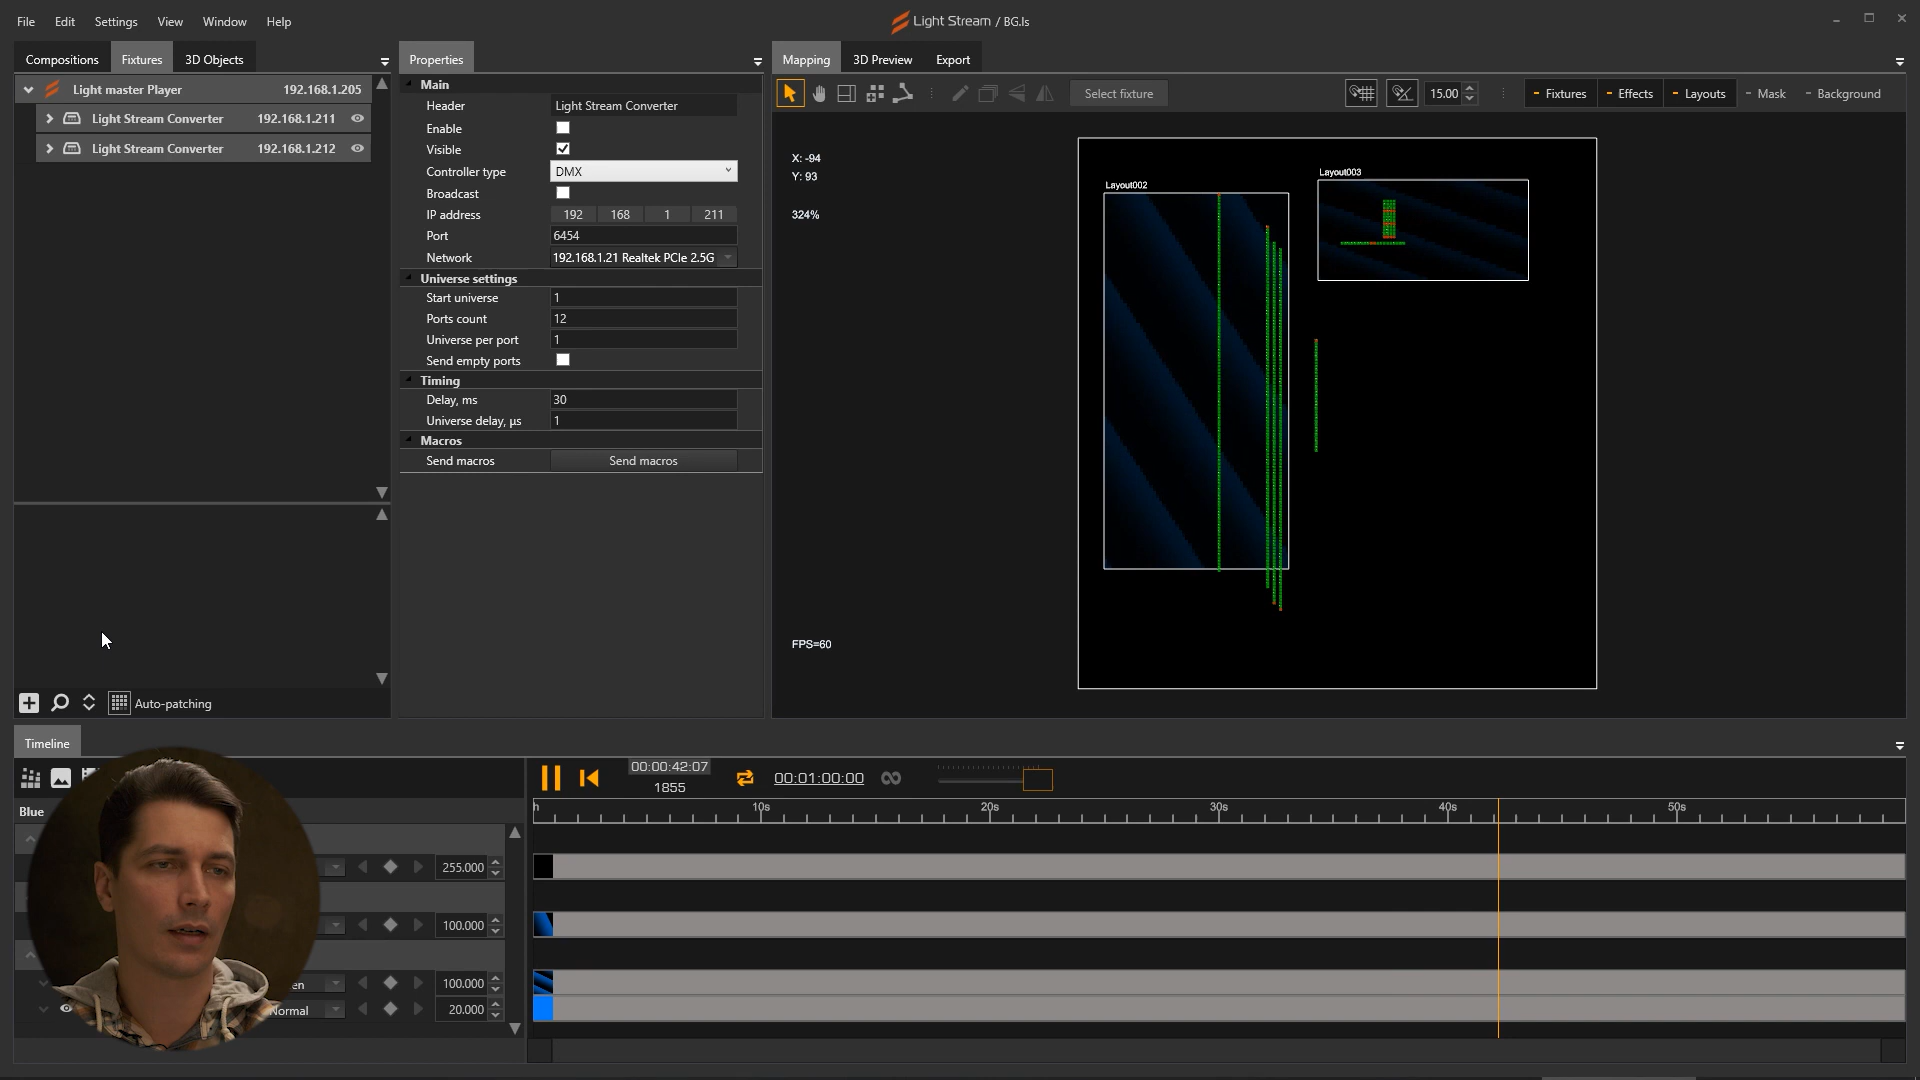 File Edit Settings View Window Help
Light Stream / BG.ls
Compositions Fixtures 3D Objects
Light master Player 192.168.1.205
Light Stream Converter 192.168.1.211
Light Stream Converter 192.168.1.212
Auto-patching
Properties
Main
Header Light Stream Converter
Enable
Visible
Controller type DMX
Broadcast
IP address 192 168 1 211
Port 6454
Network 192.168.1.21 Realtek PCIe 2.5G
Universe settings
Start universe 1
Ports count 12
Universe per port 1
Send empty ports
Timing
Delay, ms 30
Universe delay, µs 1
Macros
Send macros Send macros
Mapping 3D Preview Export
Select fixture 15.00 Fixtures Effects Layouts Mask Background
X: -94
Y: 93
324%
Layout002
Layout003
FPS=60
Timeline
00:00:42:07
1855
00:01:00:00
Blue
10s 20s 30s 40s 50s
255.000
100.000
100.000
Normal 20.000